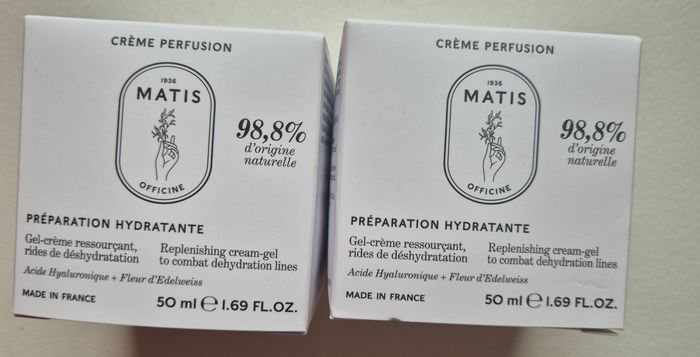 CRÈME PERFUSION
1936
MATIS
OFFICINE
98,8%
d'origine
naturelle
PRÉPARATION HYDRATANTE
Gel-crème ressourçant,
rides de déshydratation
Replenishing cream-gel
to combat dehydration lines
Acide Hyaluronique + Fleur d'Edelweiss
MADE IN FRANCE
50 ml ℮ 1.69 FL.OZ.
CRÈME PERFUSION
1936
MATIS
OFFICINE
98,8%
d'origine
naturelle
PRÉPARATION HYDRATANTE
Gel-crème ressourçant,
rides de déshydratation
Replenishing cream-gel
to combat dehydration lines
Acide Hyaluronique + Fleur d'Edelweiss
MADE IN FRANCE
50 ml ℮ 1.69 FL.OZ.